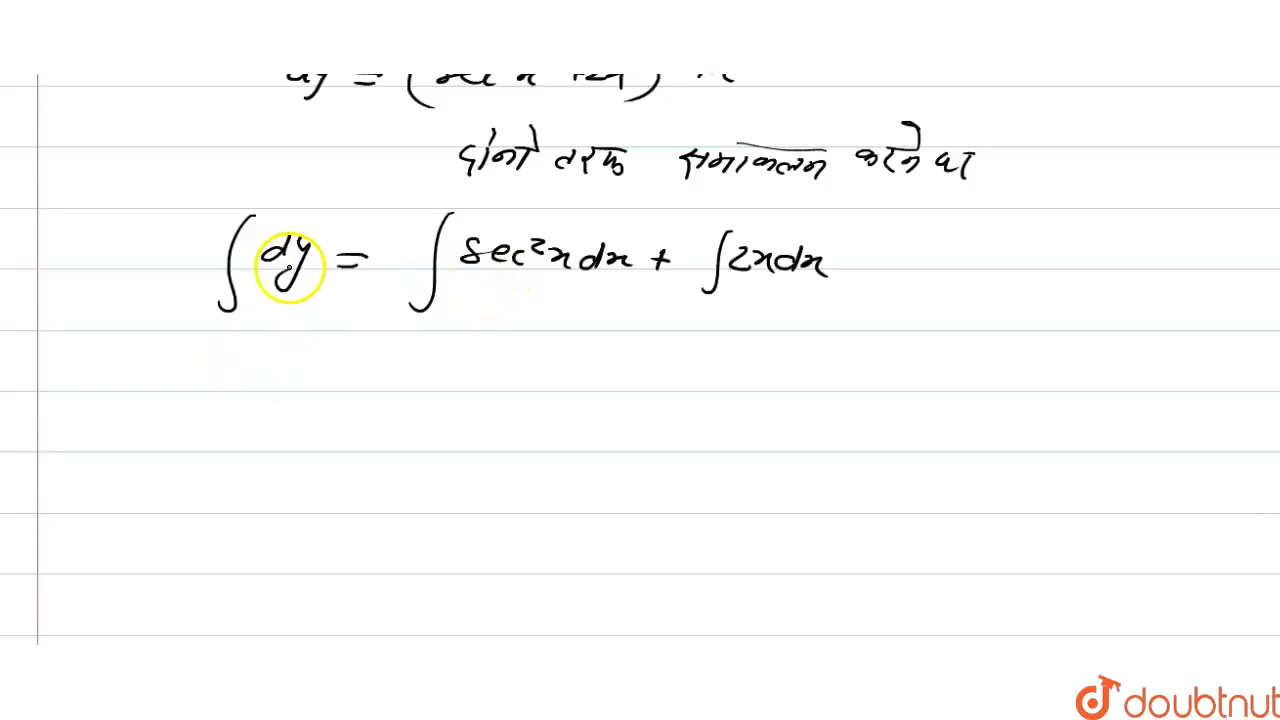 दोनों तरफ समाकलन करने पर
∫ dy = ∫ sec²x dx + ∫ 2x dx
doubtnut